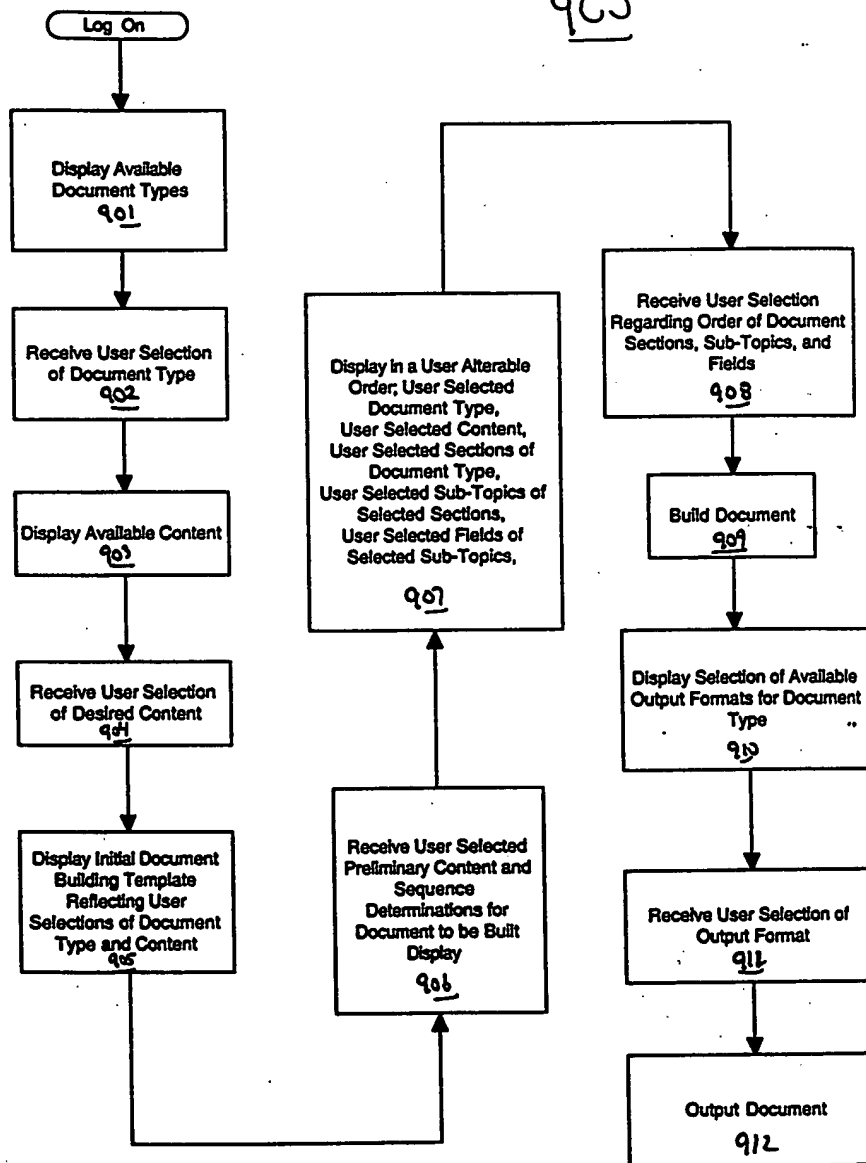 900
Log On
Display Available
Document Types
901
Receive User Selection
of Document Type
902
Display Available Content
903
Receive User Selection
of Desired Content
904
Display Initial Document
Building Template
Reflecting User
Selections of Document
Type and Content
905
Receive User Selected
Preliminary Content and
Sequence
Determinations for
Document to be Built
Display
906
Display in a User Alterable
Order, User Selected
Document Type,
User Selected Content,
User Selected Sections of
Document Type,
User Selected Sub-Topics of
Selected Sections,
User Selected Fields of
Selected Sub-Topics,
907
Receive User Selection
Regarding Order of Document
Sections, Sub-Topics, and
Fields
908
Build Document
909
Display Selection of Available
Output Formats for Document
Type
910
Receive User Selection of
Output Format
911
Output Document
912